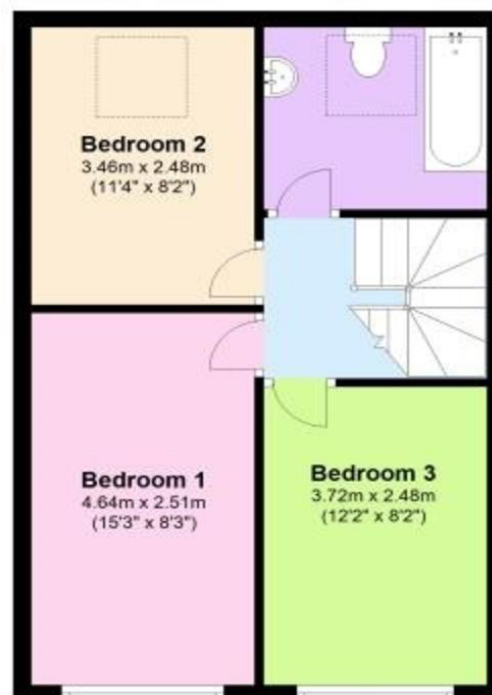 Bedroom 2
3.46m x 2.48m
(11'4" x 8'2")
Bedroom 1
4.64m x 2.51m
(15'3" x 8'3")
Bedroom 3
3.72m x 2.48m
(12'2" x 8'2")